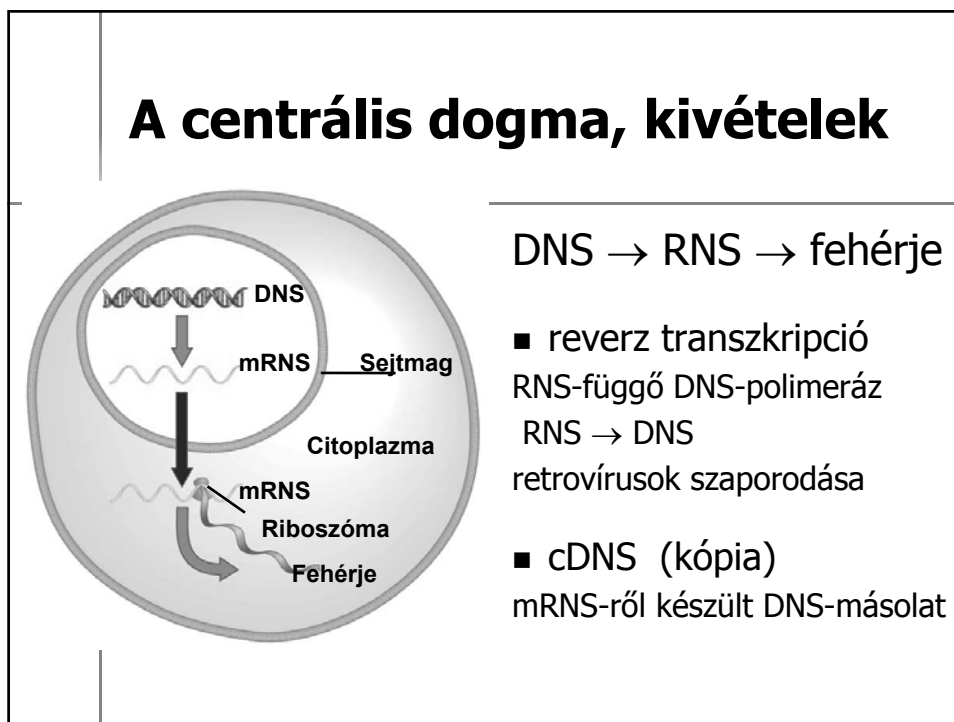 A centrális dogma, kivételek
DNS
mRNS
Sejtmag
Citoplazma
mRNS
Riboszóma
Fehérje
DNS → RNS → fehérje
■ reverz transzkripció
RNS-függő DNS-polimeráz
RNS → DNS
retrovírusok szaporodása
■ cDNS (kópia)
mRNS-ről készült DNS-másolat